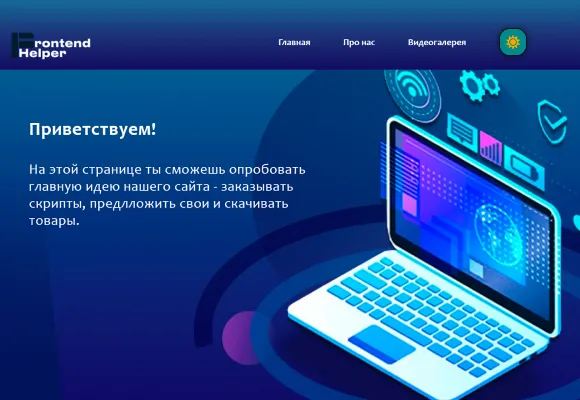 Frontend
Helper
Главная
Про нас
Видеогалерея
Приветствуем!
На этой странице ты сможешь опробовать
главную идею нашего сайта - заказывать
скрипты, предлложить свои и скачивать
товары.